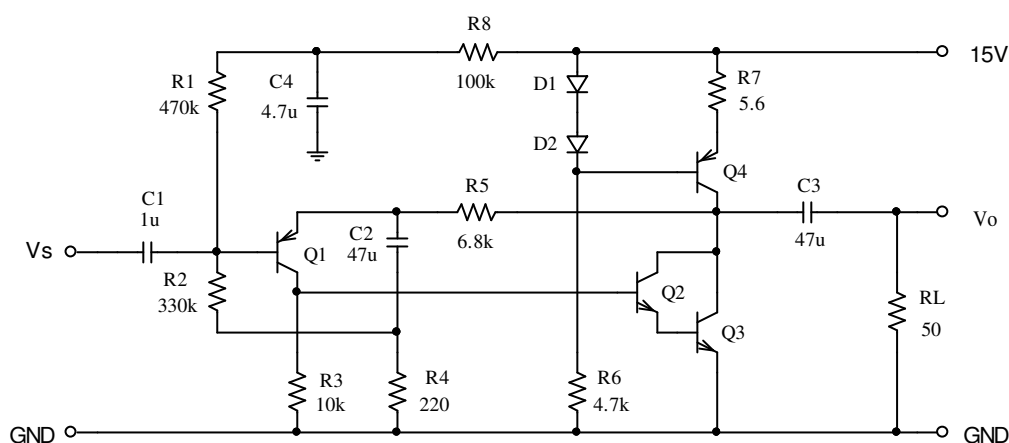 R8
15V
R1
470k
C4
4.7u
100k
D1
R7
5.6
D2
Q4
C1
1u
R5
6.8k
C3
47u
Vo
Vs
Q1
C2
47u
R2
330k
Q2
RL
50
Q3
R3
10k
R4
220
R6
4.7k
GND
GND